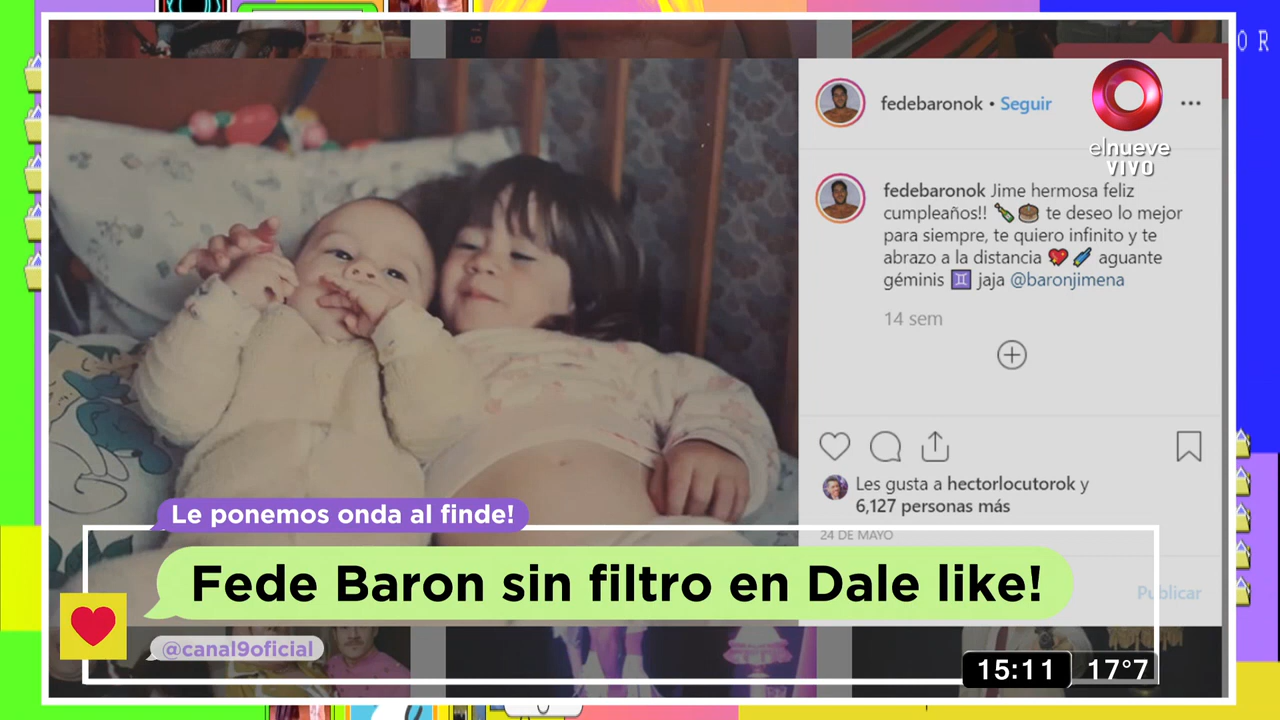 O R
fedebaronok • Seguir
elnueve
VIVO
fedebaronok Jime hermosa feliz
cumpleaños!! 🍾🎂 te deseo lo mejor
para siempre, te quiero infinito y te
abrazo a la distancia 💖🍾 aguante
géminis ♊ jaja @baronjimena
14 sem
Les gusta a hectorlocutorok y
6,127 personas más
24 DE MAYO
Publicar
Le ponemos onda al finde!
Fede Baron sin filtro en Dale like!
@canal9oficial
15:11 17°7